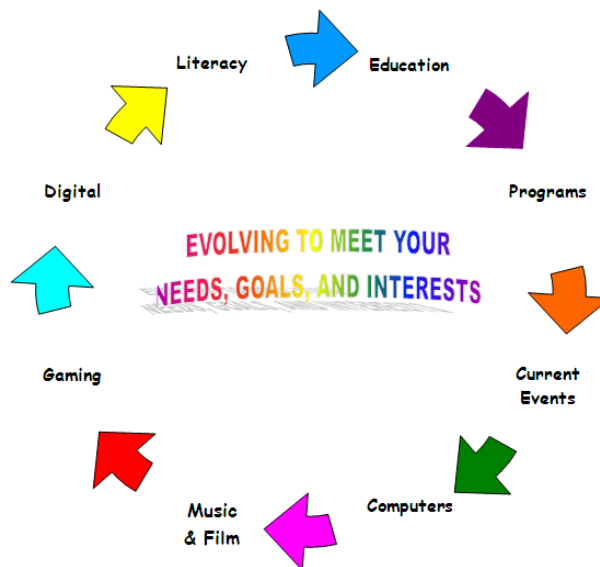 Literacy
Education
Digital
Programs
EVOLVING TO MEET YOUR
NEEDS, GOALS, AND INTERESTS
Gaming
Current
Events
Computers
Music
& Film